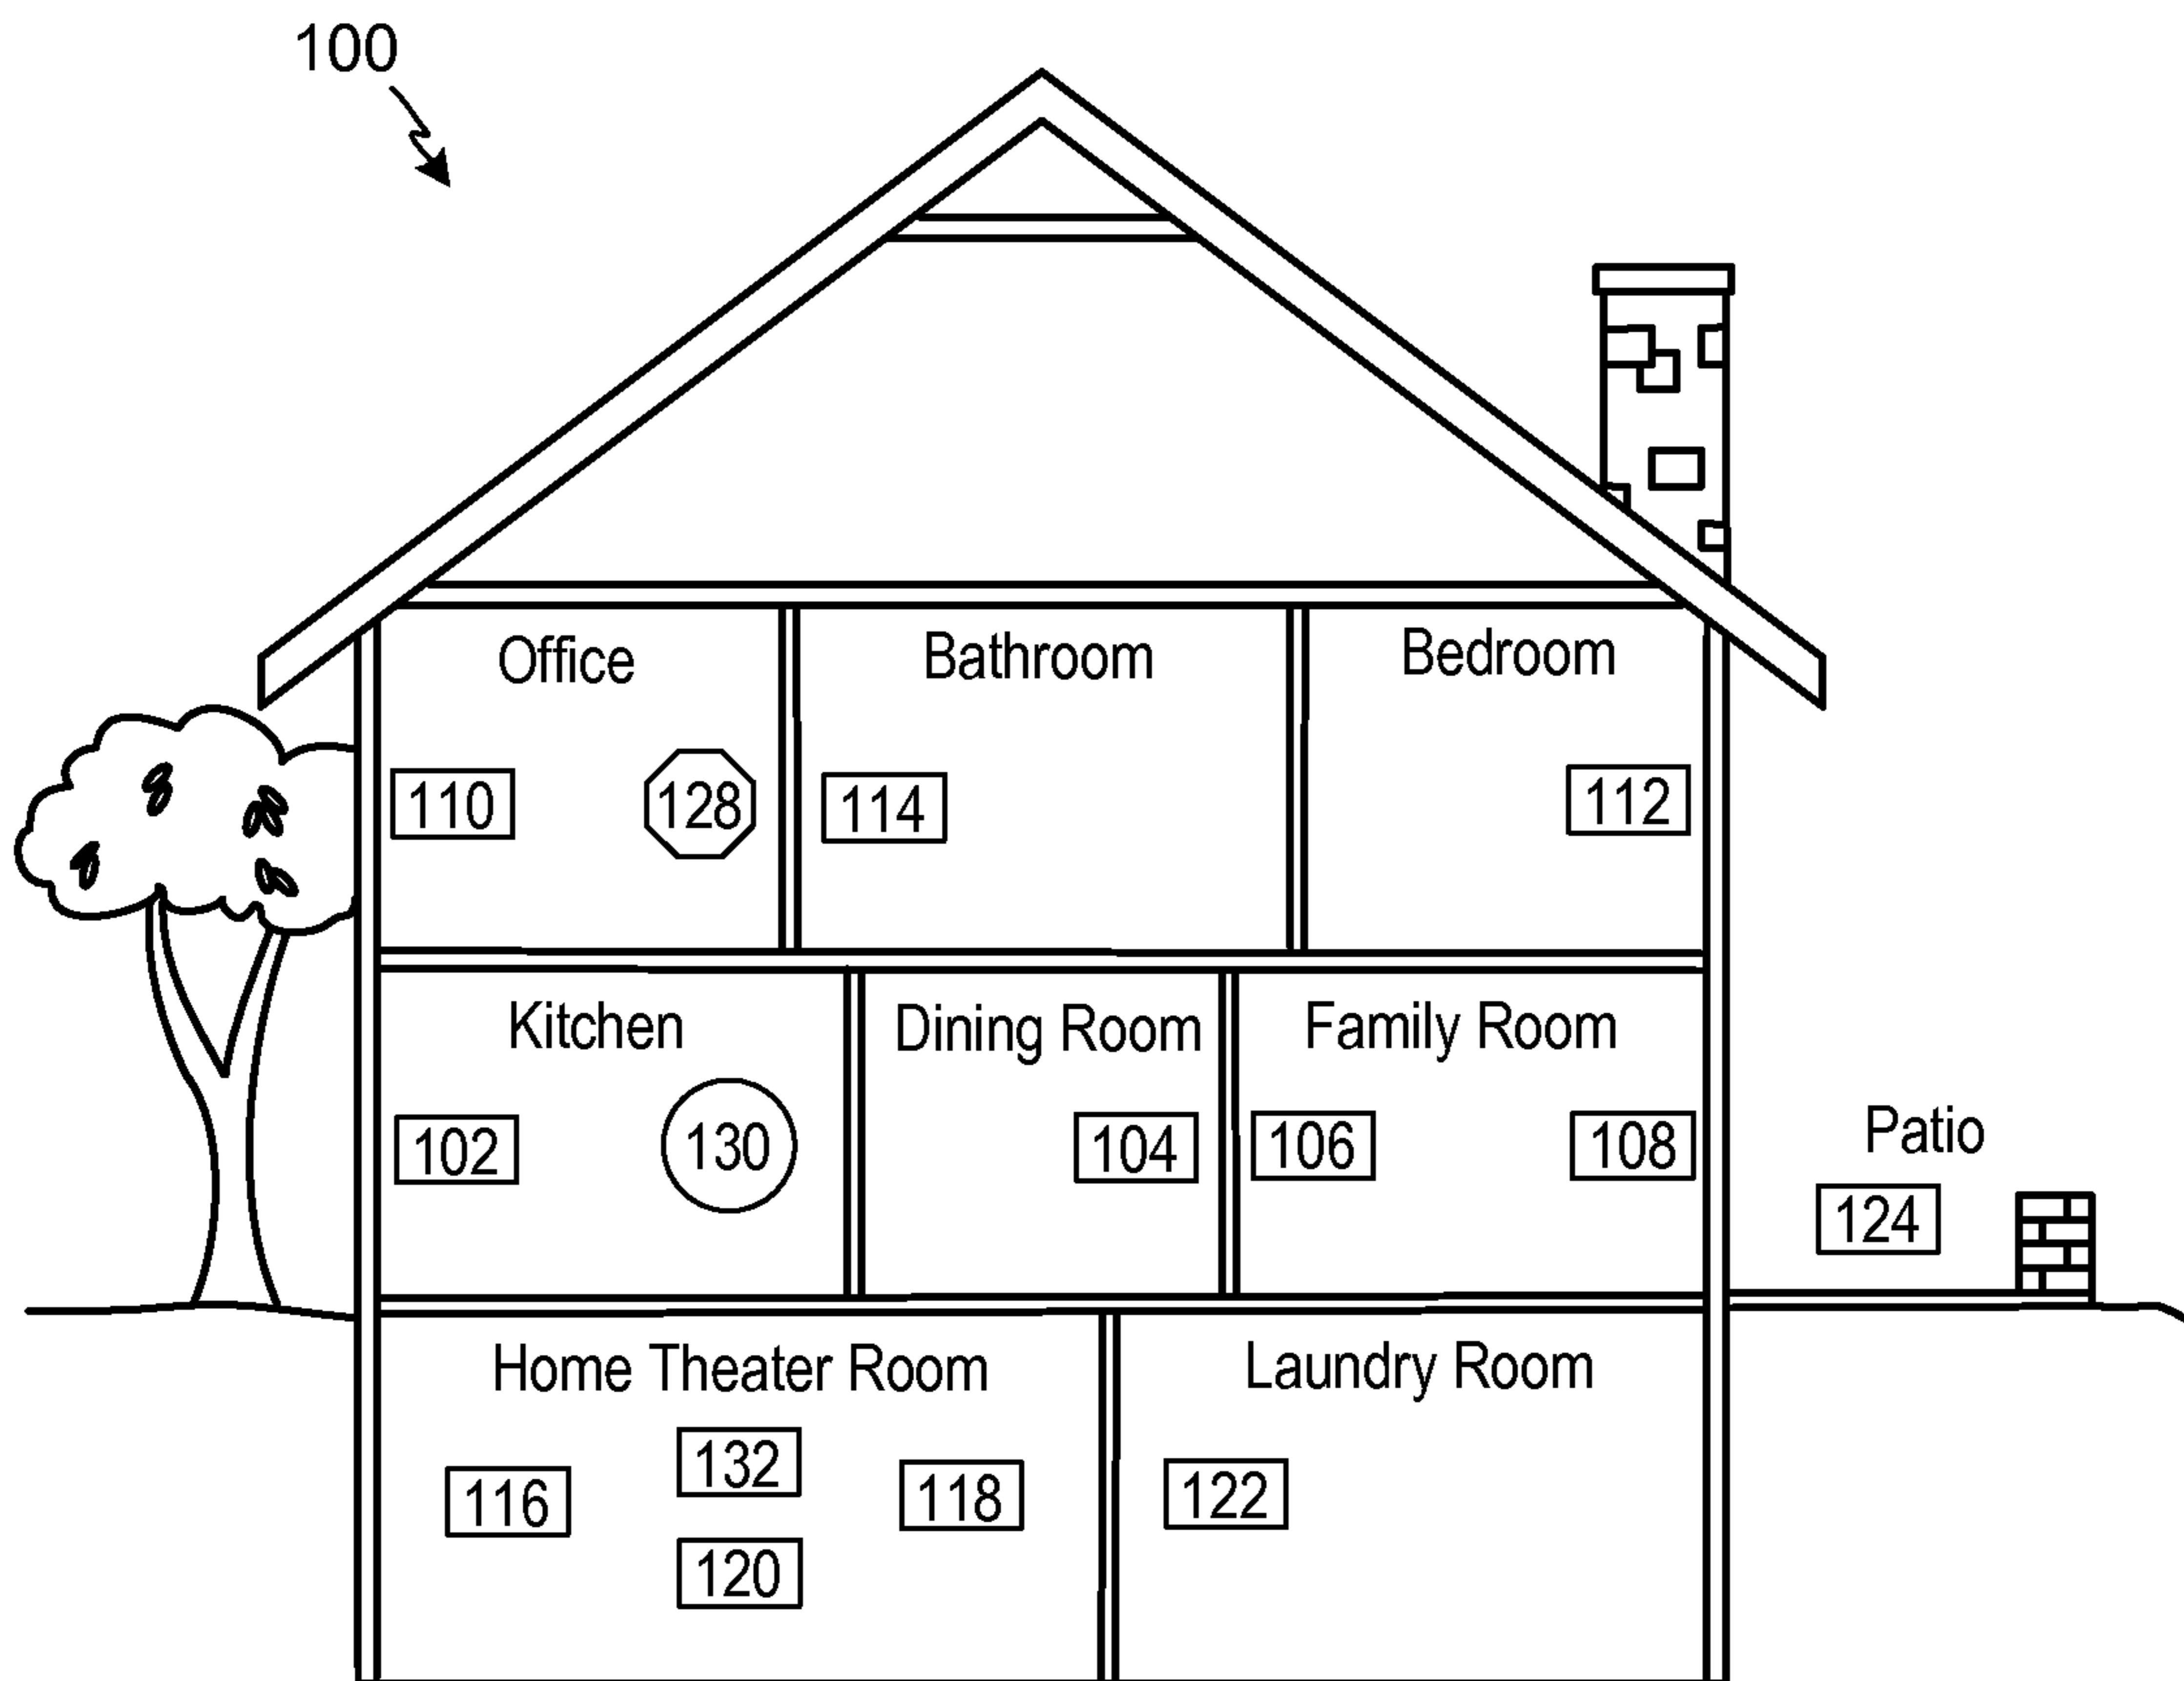 100
Office
Bathroom
Bedroom
110
128
114
112
Kitchen
Dining Room
Family Room
102
130
104
106
108
Patio
124
Home Theater Room
Laundry Room
132
116
118
122
120